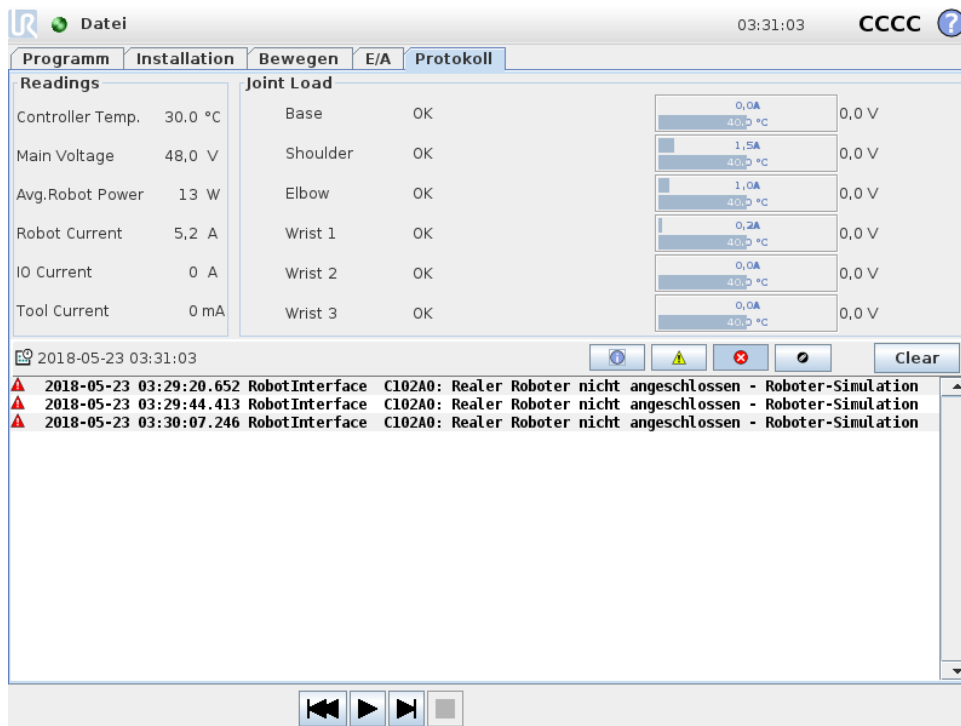 UR Datei 03:31:03 CCCC ?
Programm Installation Bewegen E/A Protokoll
Readings Joint Load
Controller Temp. 30.0 °C Base OK 0,0A 40,0 °C 0,0 V
Main Voltage 48,0 V Shoulder OK 1,5A 40,0 °C 0,0 V
Avg.Robot Power 13 W Elbow OK 1,0A 40,0 °C 0,0 V
Robot Current 5,2 A Wrist 1 OK 0,2A 40,0 °C 0,0 V
IO Current 0 A Wrist 2 OK 0,0A 40,0 °C 0,0 V
Tool Current 0 mA Wrist 3 OK 0,0A 40,0 °C 0,0 V
2018-05-23 03:31:03 Clear
2018-05-23 03:29:20.652 RobotInterface C102A0: Realer Roboter nicht angeschlossen - Roboter-Simulation
2018-05-23 03:29:44.413 RobotInterface C102A0: Realer Roboter nicht angeschlossen - Roboter-Simulation
2018-05-23 03:30:07.246 RobotInterface C102A0: Realer Roboter nicht angeschlossen - Roboter-Simulation